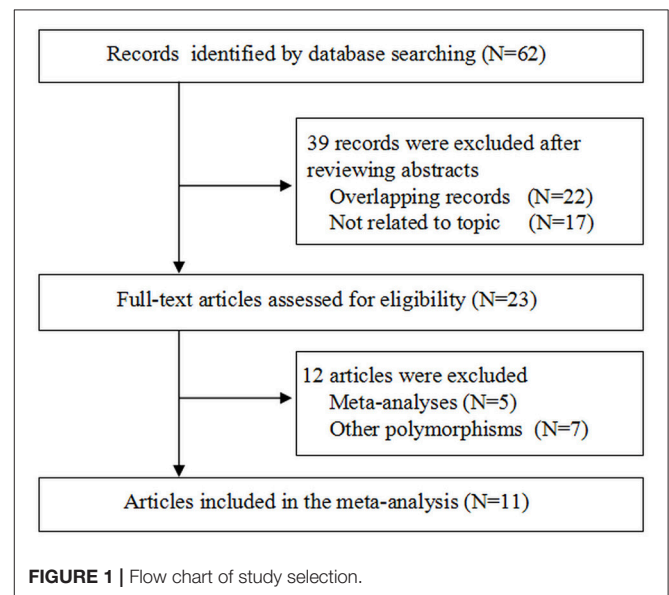 Records identified by database searching (N=62)
39 records were excluded after
reviewing abstracts
Overlapping records (N=22)
Not related to topic (N=17)
Full-text articles assessed for eligibility (N=23)
12 articles were excluded
Meta-analyses (N=5)
Other polymorphisms (N=7)
Articles included in the meta-analysis (N=11)
FIGURE 1 | Flow chart of study selection.